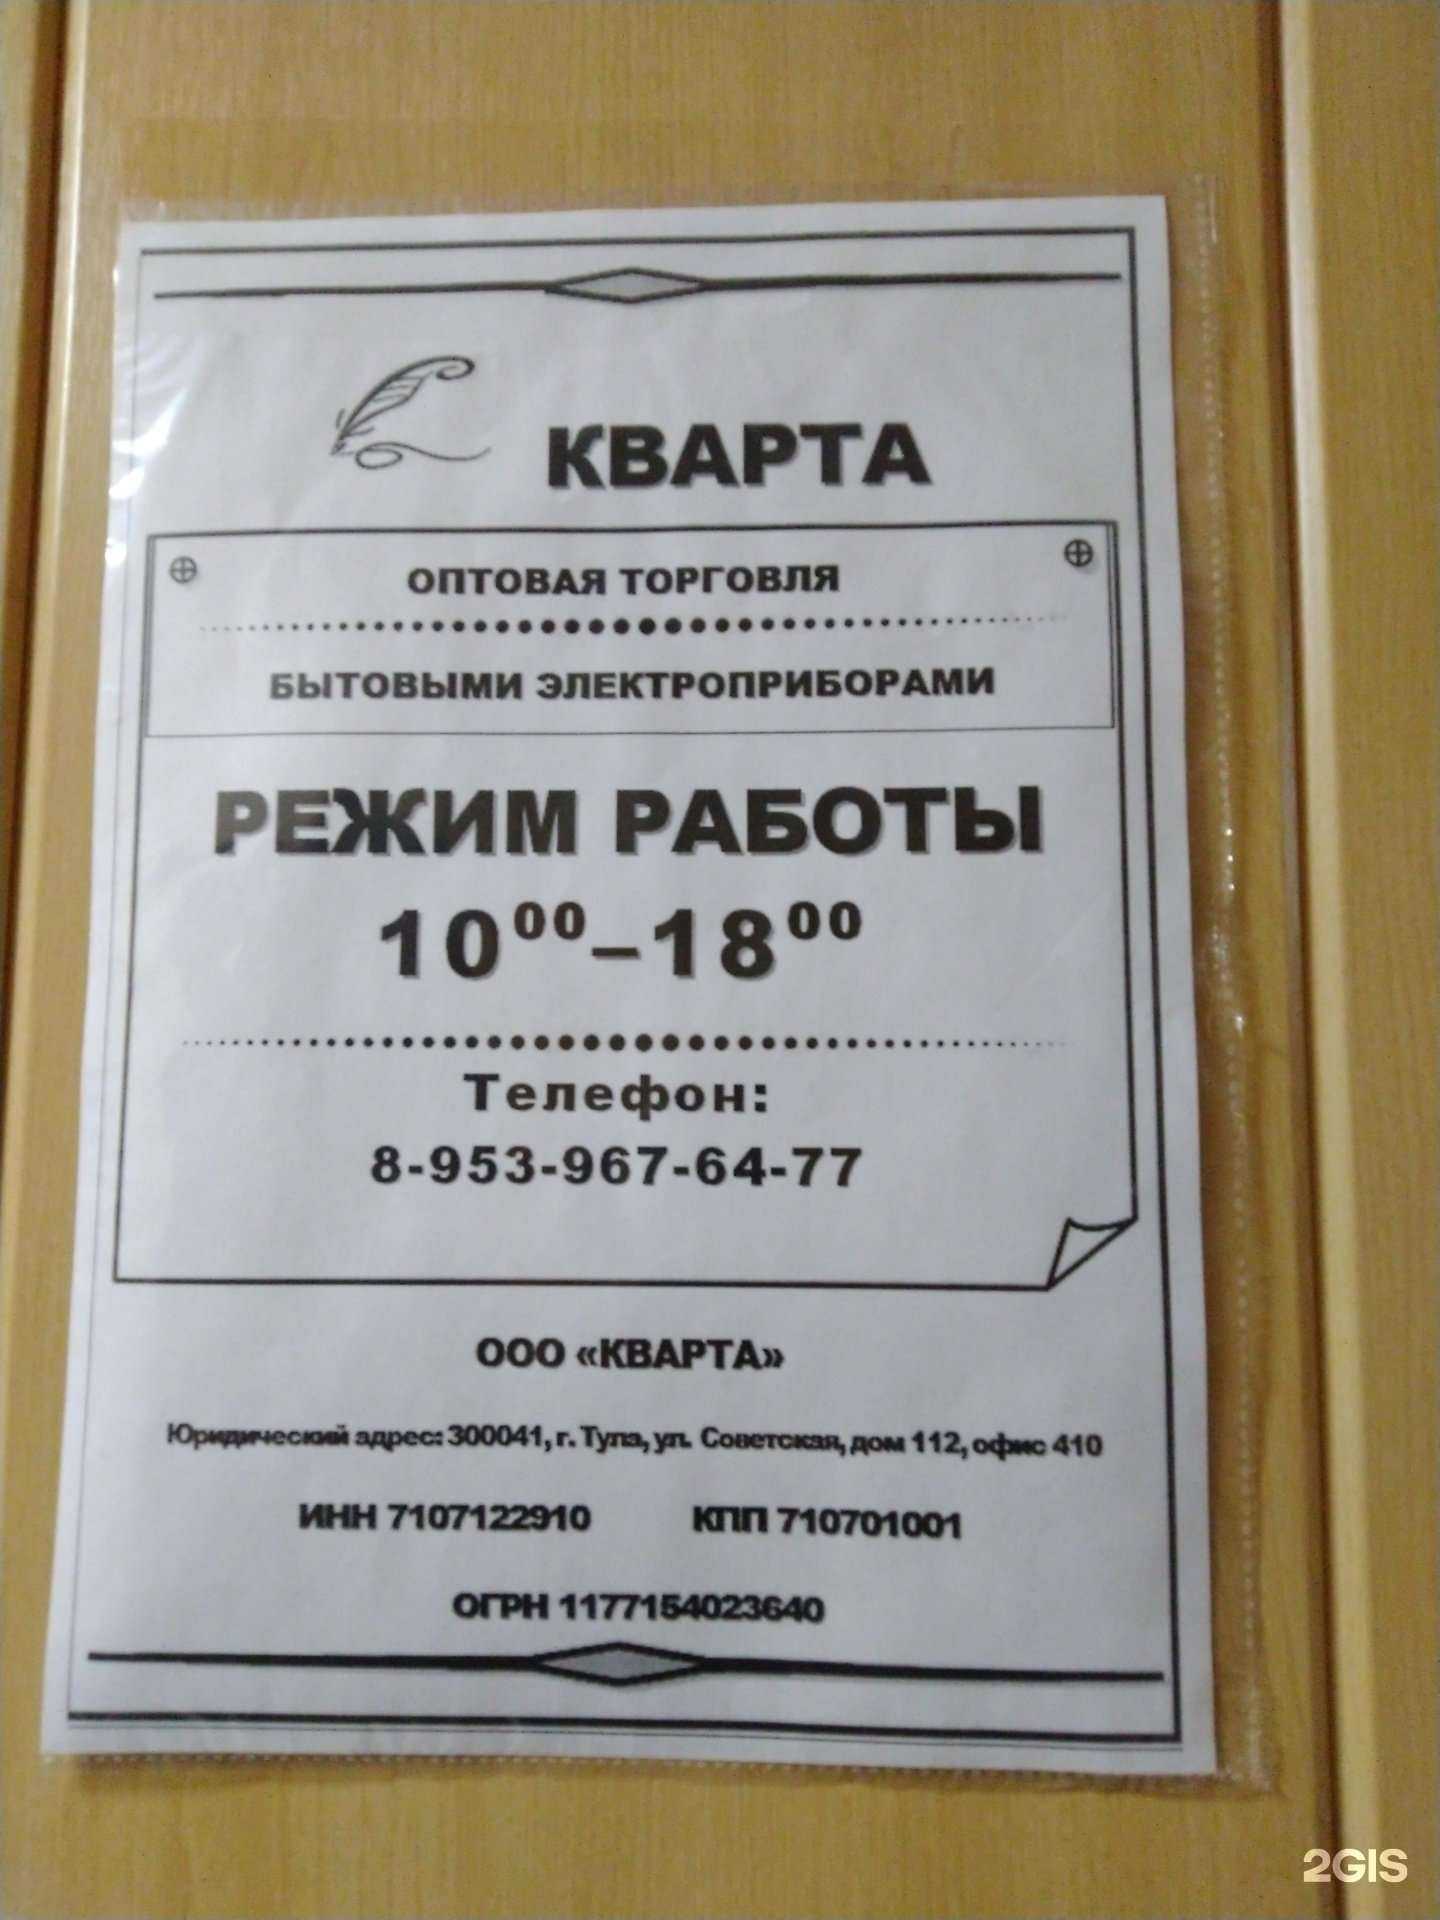 КВАРТА
ОПТОВАЯ ТОРГОВЛЯ
БЫТОВЫМИ ЭЛЕКТРОПРИБОРАМИ
РЕЖИМ РАБОТЫ
10⁰⁰–18⁰⁰
Телефон:
8-953-967-64-77
ООО «КВАРТА»
Юридический адрес: 300041, г. Тула, ул. Советская, дом 112, офис 410
ИНН 7107122910 КПП 710701001
ОГРН 1177154023640
2GIS